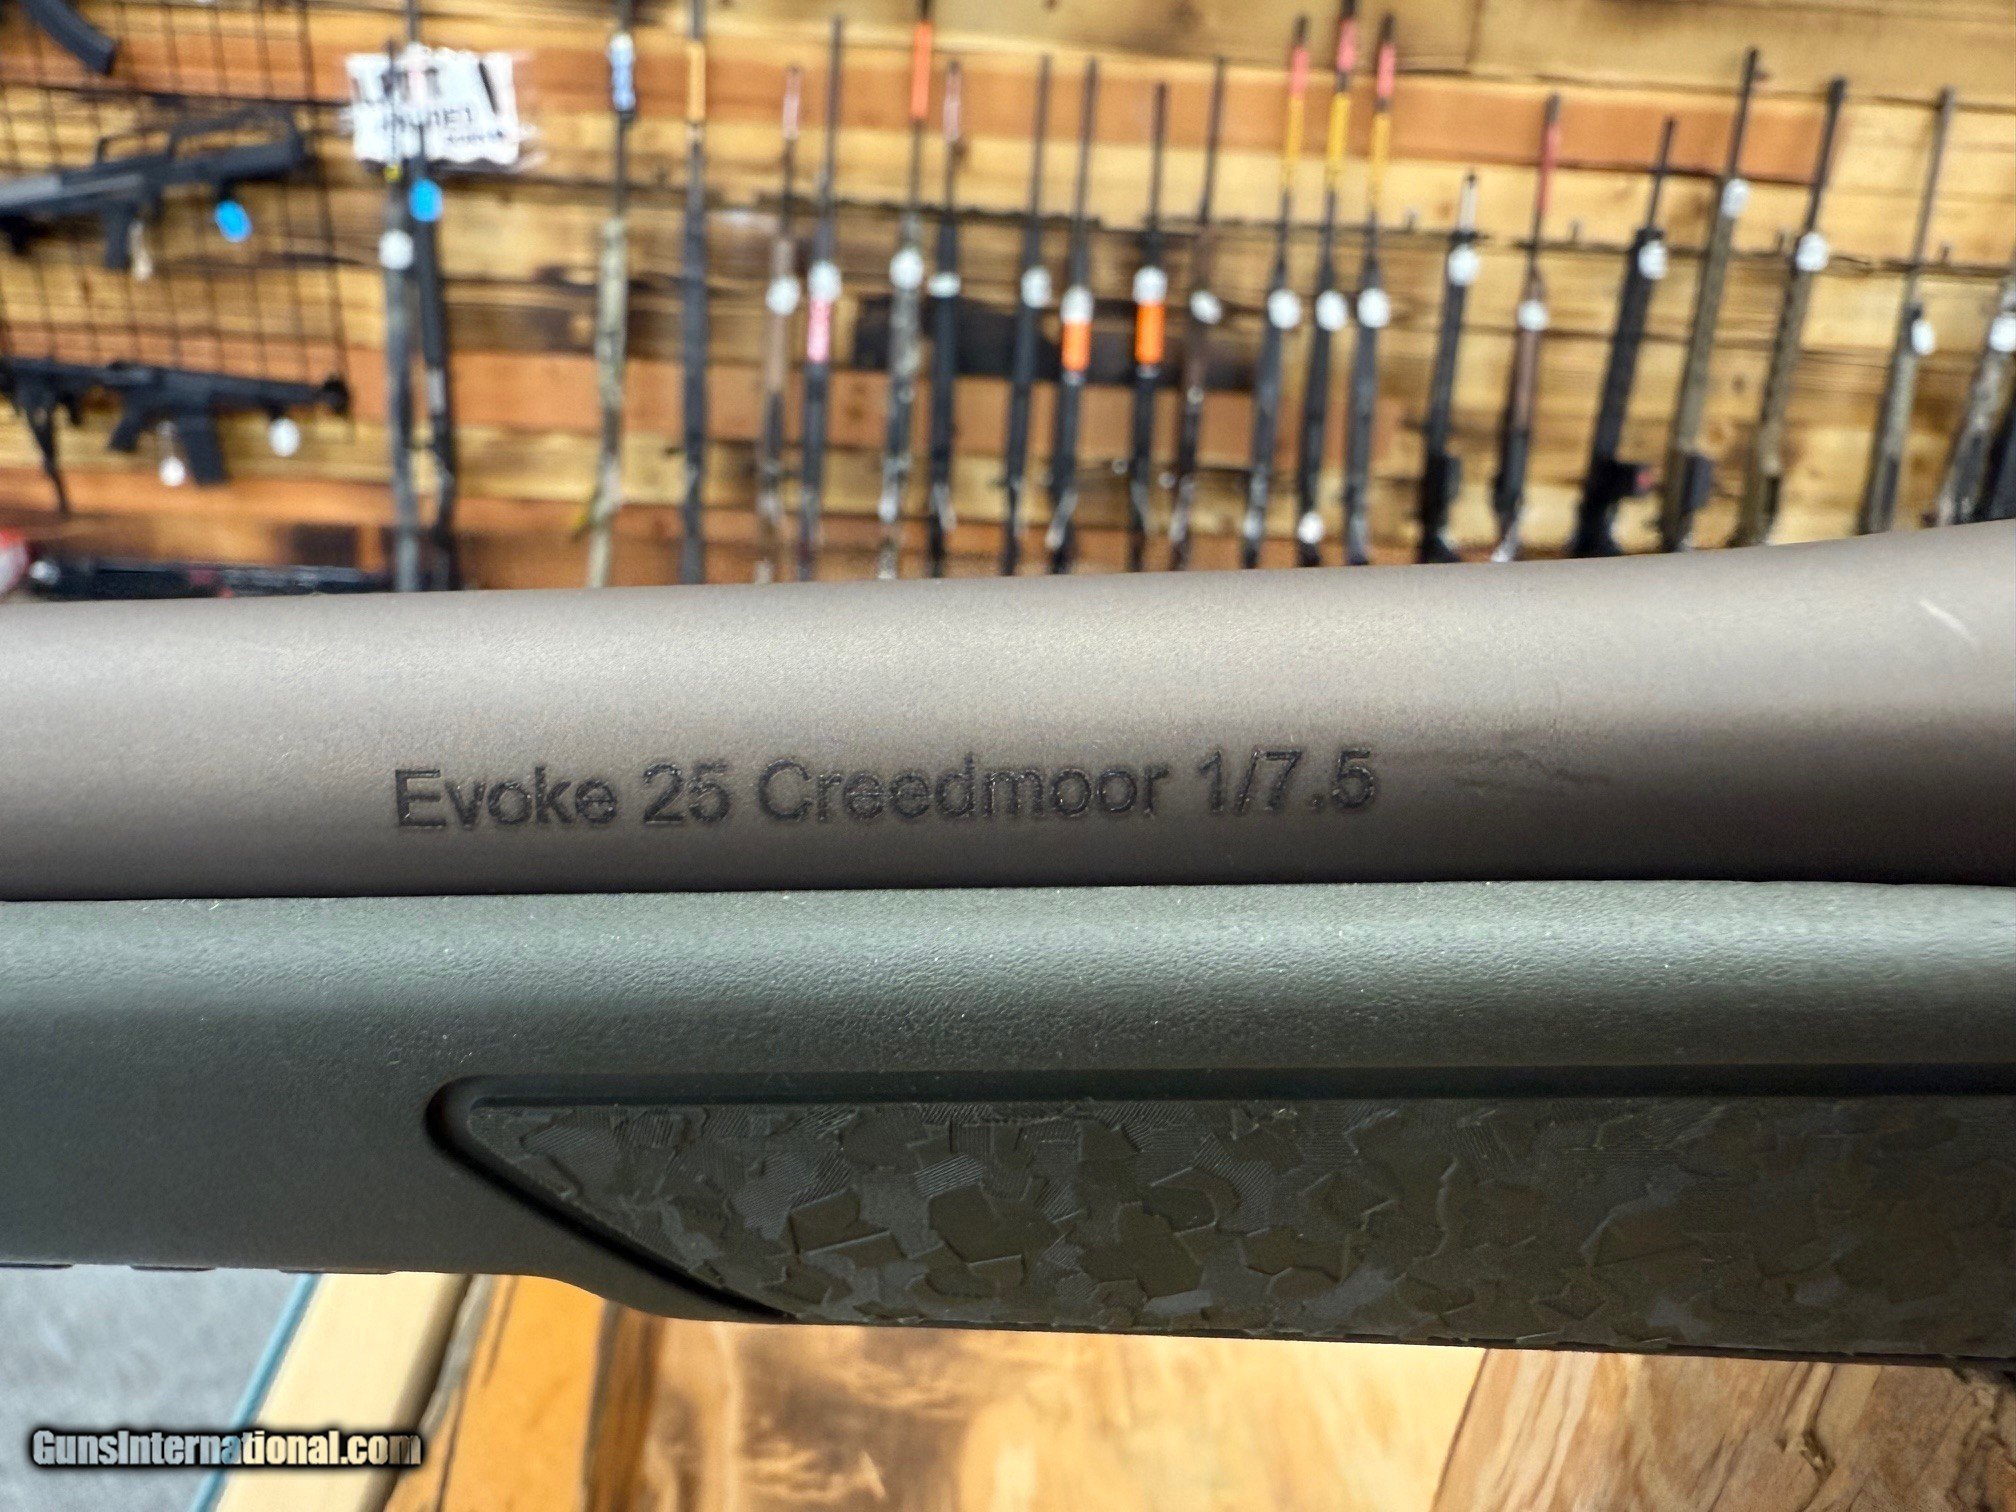 Evoke 25 Creedmoor 1/7.5
GunsInternational.com